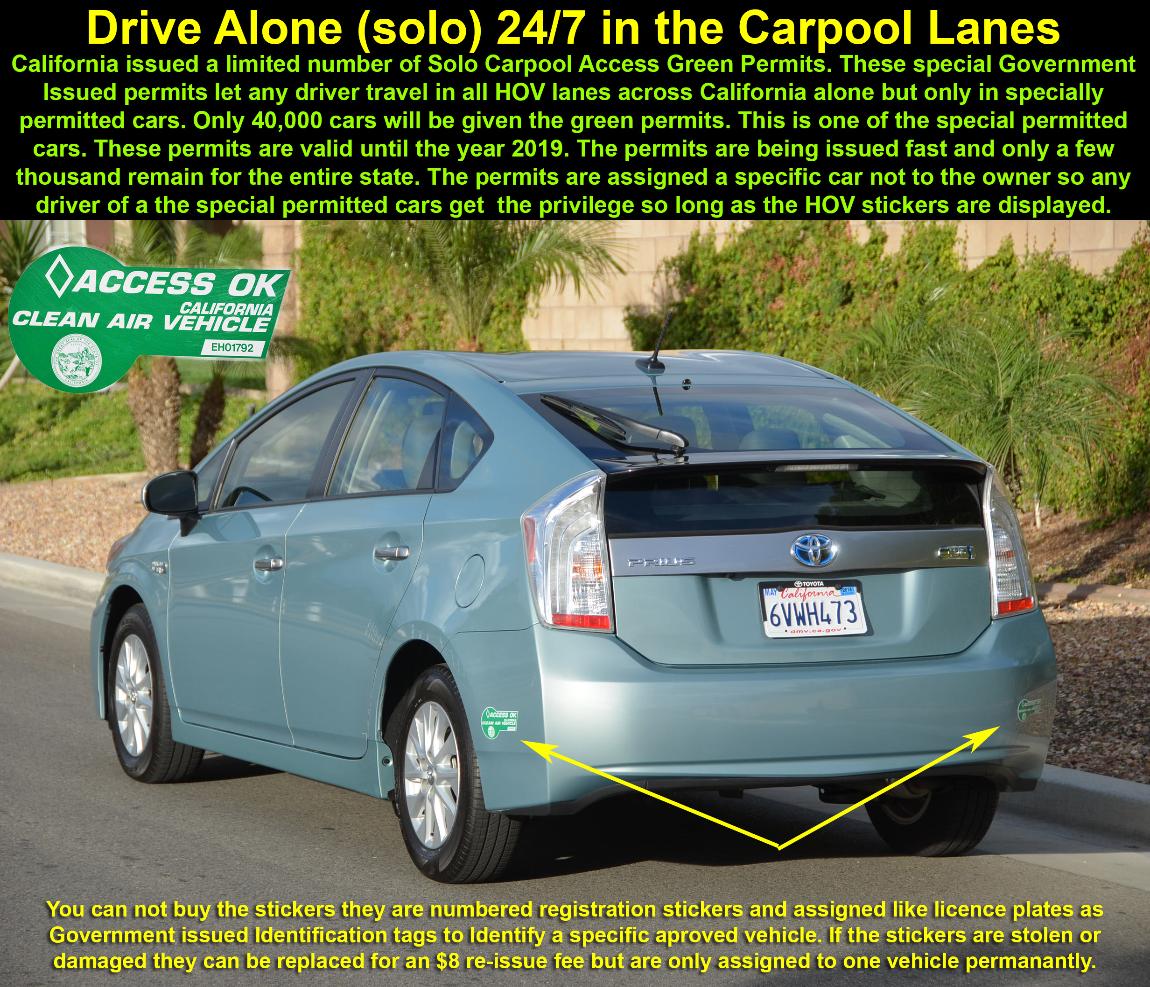 Drive Alone (solo) 24/7 in the Carpool Lanes
California issued a limited number of Solo Carpool Access Green Permits. These special Government
Issued permits let any driver travel in all HOV lanes across California alone but only in specially
permitted cars. Only 40,000 cars will be given the green permits. This is one of the special permitted
cars. These permits are valid until the year 2019. The permits are being issued fast and only a few
thousand remain for the entire state. The permits are assigned a specific car not to the owner so any
driver of a the special permitted cars get the privilege so long as the HOV stickers are displayed.
ACCESS OK
CALIFORNIA
CLEAN AIR VEHICLE
EH01792
PRIUS
TOYOTA
MAY
California
6VWH473
dmv.ca.gov
ACCESS OK
CLEAN AIR VEHICLE
You can not buy the stickers they are numbered registration stickers and assigned like licence plates as
Government issued Identification tags to Identify a specific aproved vehicle. If the stickers are stolen or
damaged they can be replaced for an $8 re-issue fee but are only assigned to one vehicle permanantly.